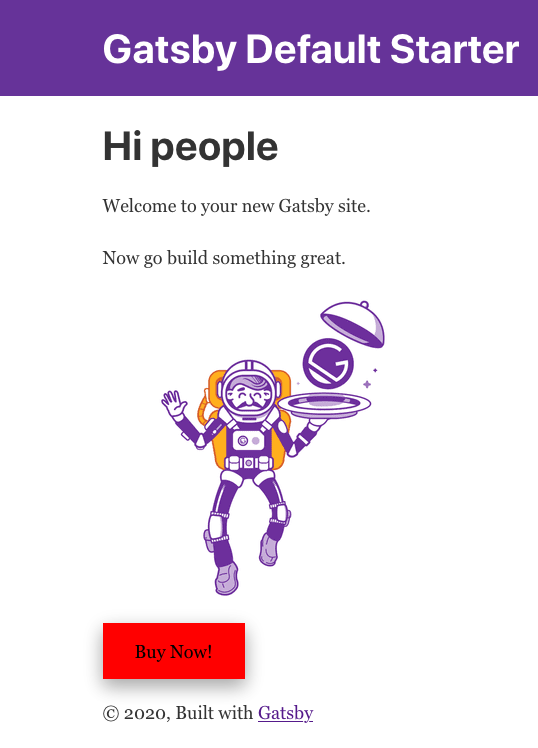 Gatsby Default Starter
Hi people
Welcome to your new Gatsby site.
Now go build something great.
Buy Now!
© 2020, Built with Gatsby